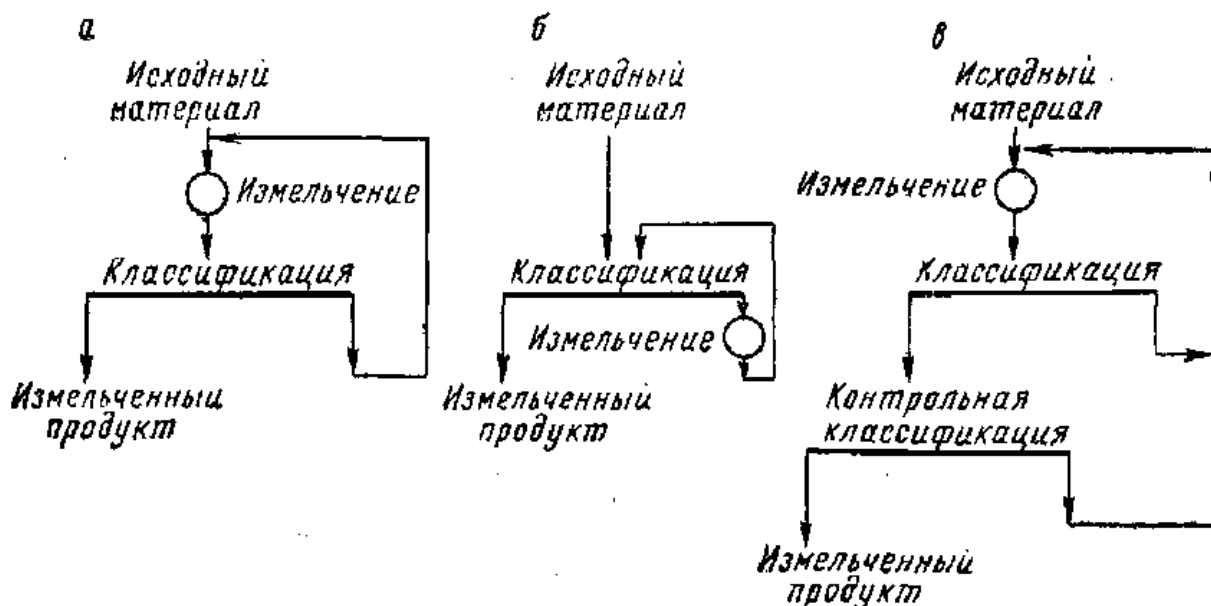 а
Исходный
материал
Измельчение
Классификация
Измельченный
продукт
б
Исходный
материал
Классификация
Измельчение
Измельченный
продукт
в
Исходный
материал
Измельчение
Классификация
Контрольная
классификация
Измельченный
продукт